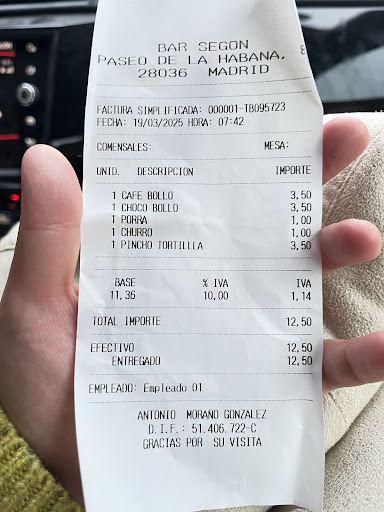 BAR SEGON
PASEO DE LA HABANA, 8
28036 MADRID
FACTURA SIMPLIFICADA: 000001-TB095723
FECHA: 19/03/2025 HORA: 07:42
COMENSALES: MESA:
UNID. DESCRIPCION IMPORTE
1 CAFE BOLLO 3,50
1 CHOCO BOLLO 3,50
1 PORRA 1,00
1 CHURRO 1,00
1 PINCHO TORTILLLA 3,50
BASE % IVA IVA
11,36 10,00 1,14
TOTAL IMPORTE 12,50
EFECTIVO 12,50
ENTREGADO 12,50
EMPLEADO: Empleado 01
ANTONIO MORAÑO GONZALEZ
D.I.F.: 51.406.722-C
GRACIAS POR SU VISITA